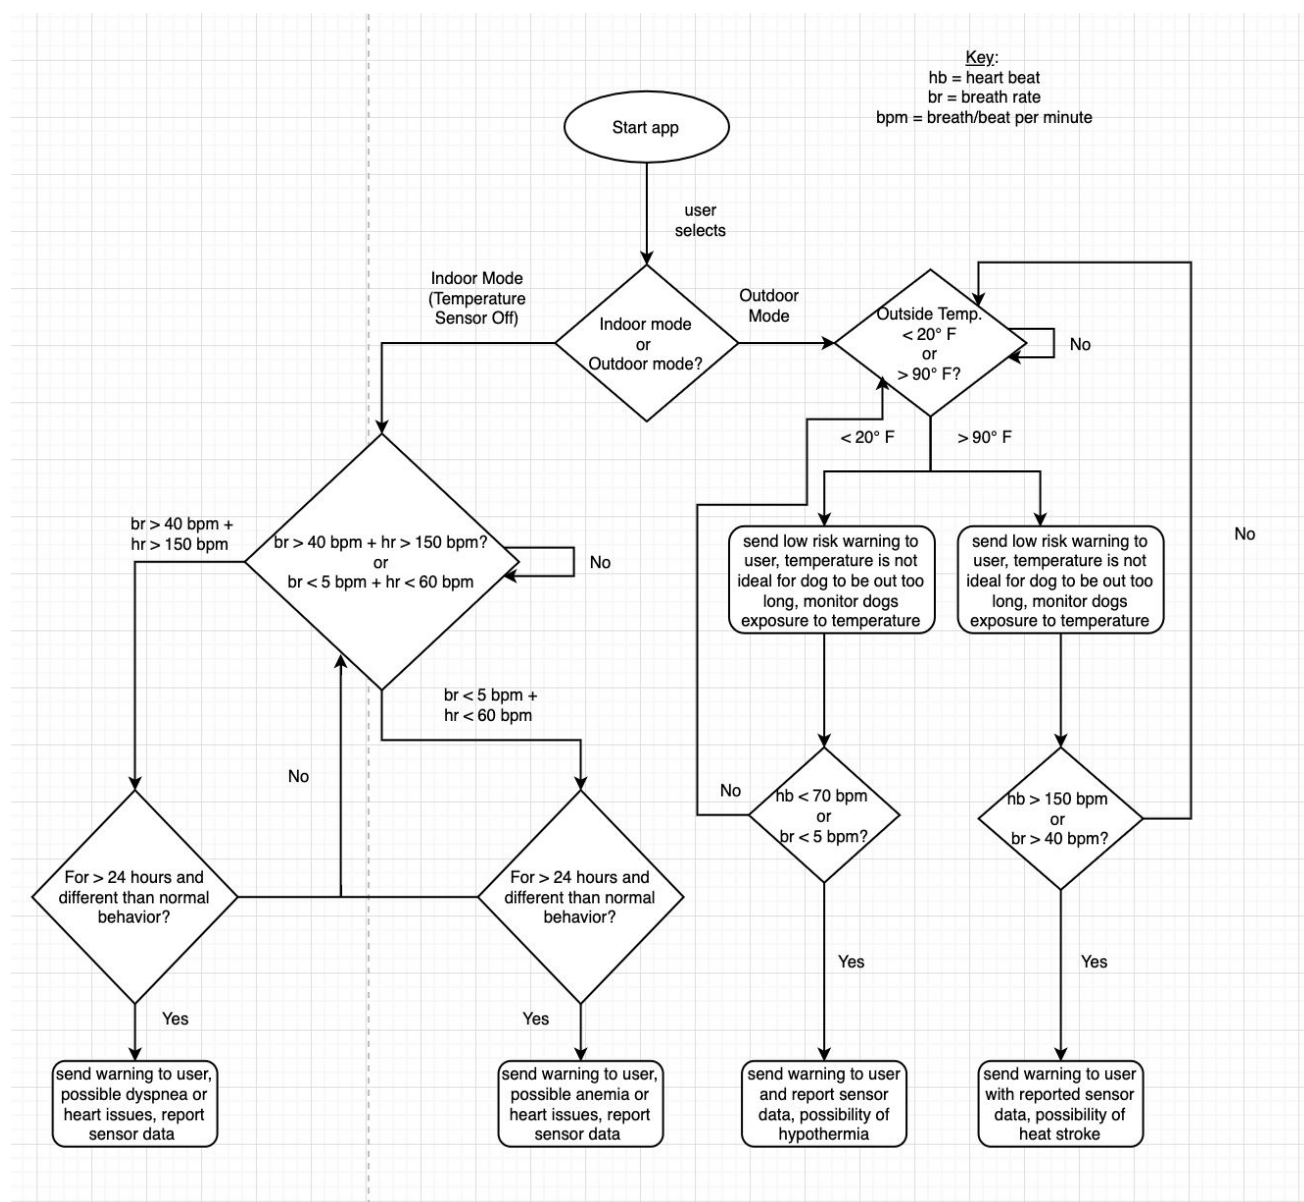 Key:
hb = heart beat
br = breath rate
bpm = breath/beat per minute
Start app
user
selects
Indoor Mode
(Temperature
Sensor Off)
Indoor mode
or
Outdoor mode?
Outdoor
Mode
Outside Temp.
< 20° F
or
> 90° F?
No
< 20° F
> 90° F
br > 40 bpm +
hr > 150 bpm
br > 40 bpm + hr > 150 bpm?
or
br < 5 bpm + hr < 60 bpm
No
send low risk warning to
user, temperature is not
ideal for dog to be out too
long, monitor dogs
exposure to temperature
send low risk warning to
user, temperature is not
ideal for dog to be out too
long, monitor dogs
exposure to temperature
No
br < 5 bpm +
hr < 60 bpm
No
No
hb < 70 bpm
or
br < 5 bpm?
hb > 150 bpm
or
br > 40 bpm?
For > 24 hours and
different than normal
behavior?
For > 24 hours and
different than normal
behavior?
Yes
Yes
Yes
Yes
send warning to user,
possible dyspnea or
heart issues, report
sensor data
send warning to user,
possible anemia or
heart issues, report
sensor data
send warning to user
and report sensor
data, possibility of
hypothermia
send warning to user
with reported sensor
data, possibility of
heat stroke